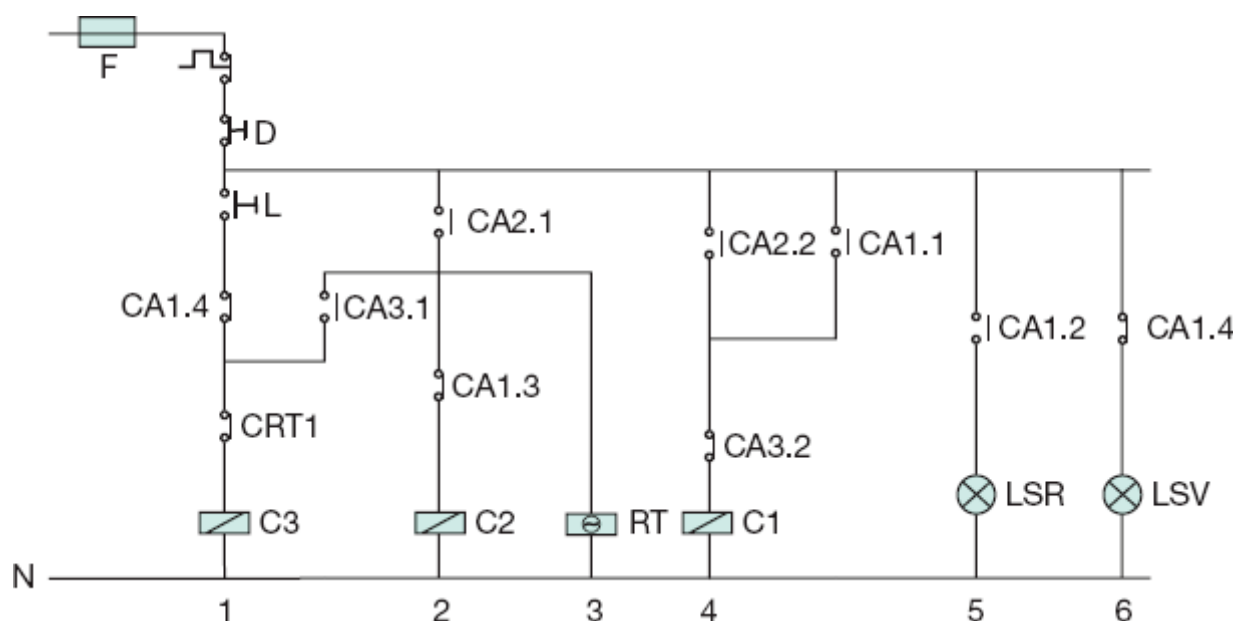 F
D
L
CA2.1
CA2.2
CA1.1
CA1.4
CA3.1
CA1.2
CA1.4
CA1.3
CRT1
CA3.2
LSR
LSV
C3
C2
RT
C1
N
1 2 3 4 5 6